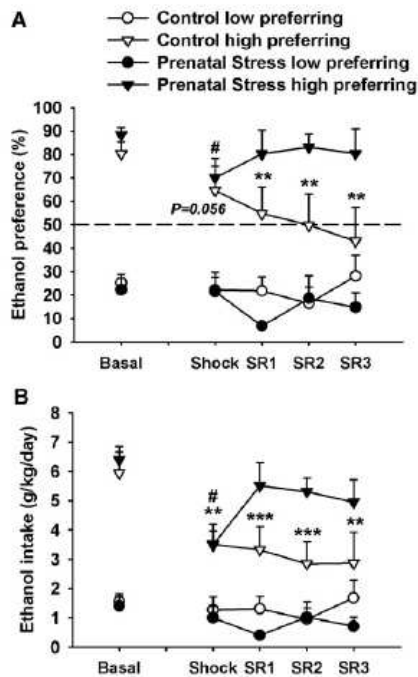 A
Control low preferring
Control high preferring
Prenatal Stress low preferring
Prenatal Stress high preferring
Ethanol preference (%)
100
90
80
70
60
50
40
30
20
10
0
#
**
**
**
P=0.056
Basal Shock SR1 SR2 SR3
B
Ethanol intake (g/kg/day)
8
7
6
5
4
3
2
1
0
#
**
***
***
**
Basal Shock SR1 SR2 SR3